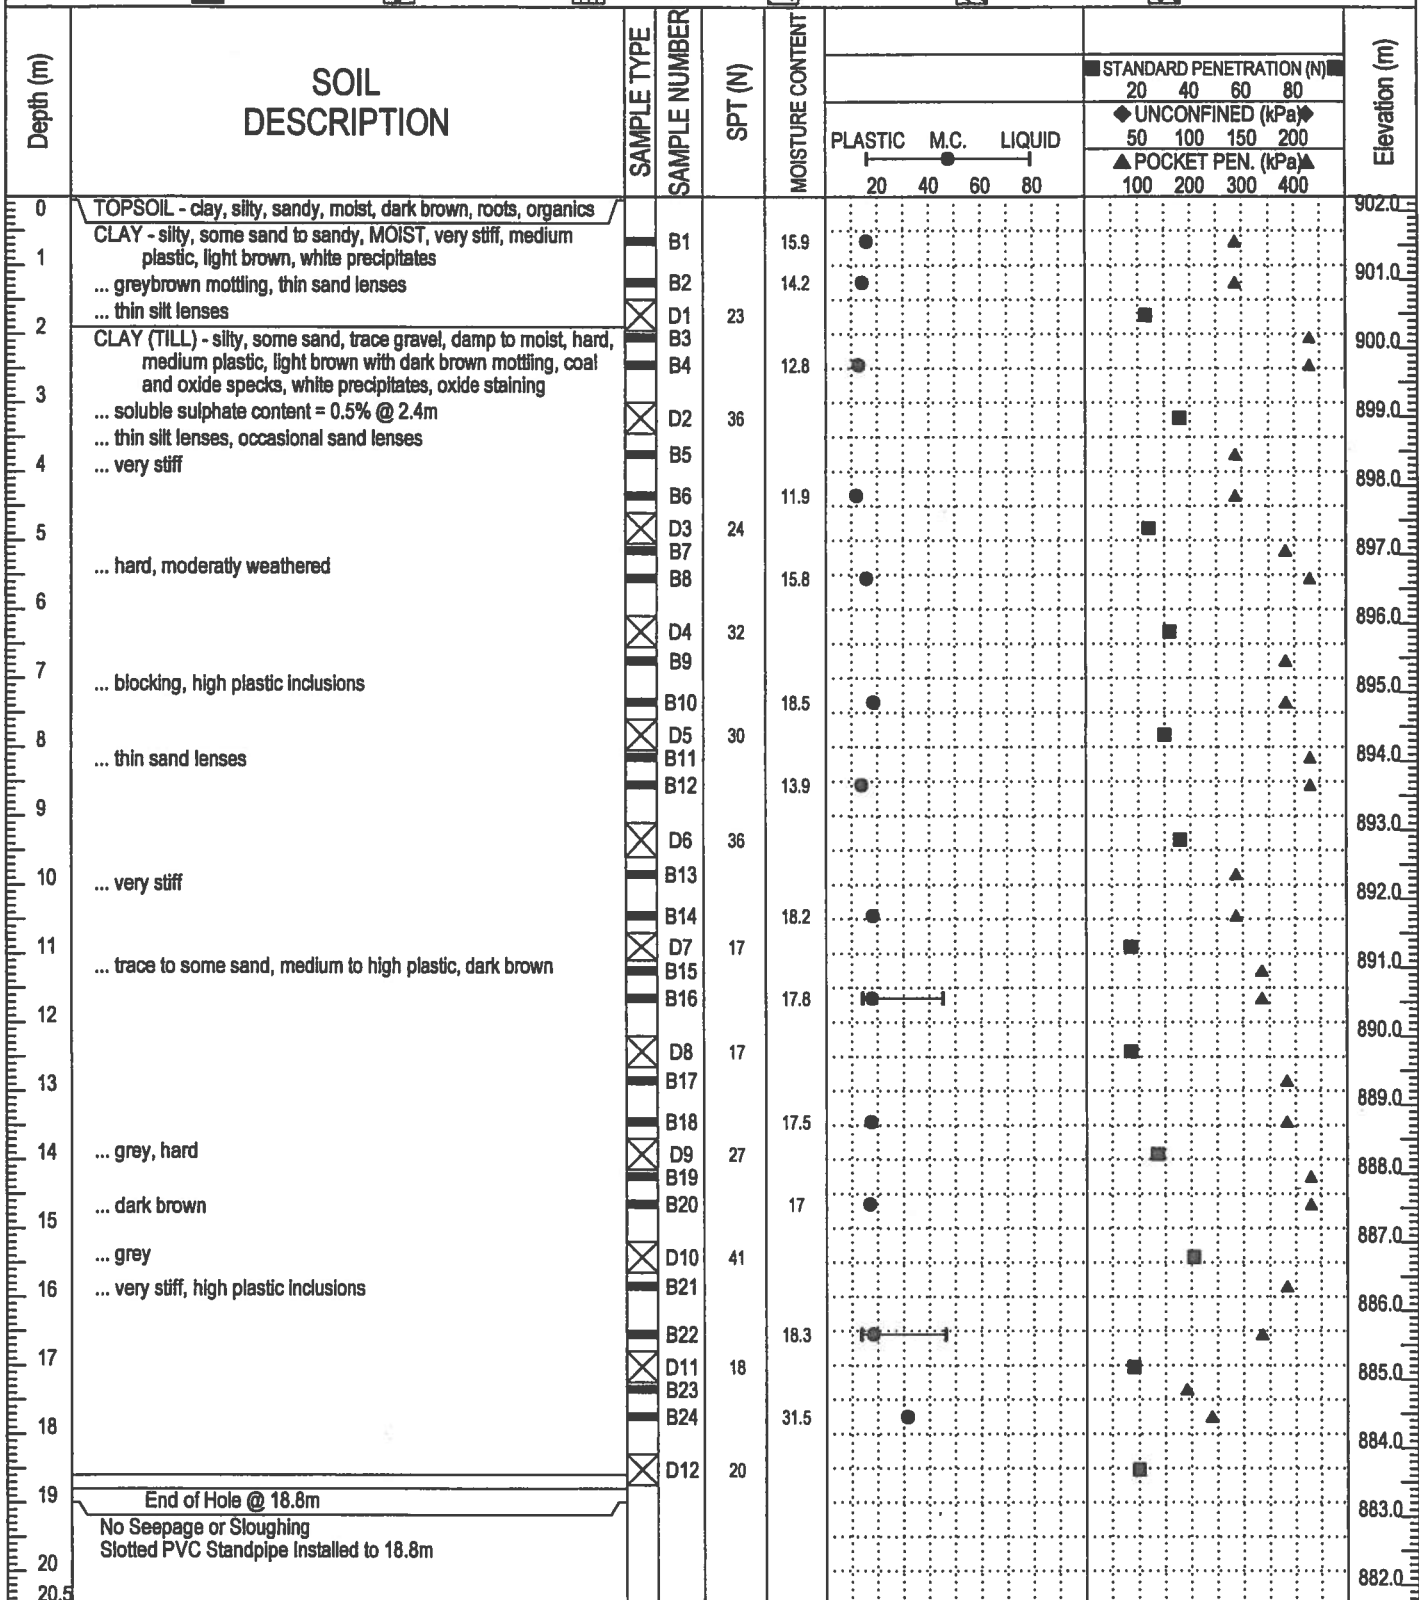 Depth (m)
SOIL
DESCRIPTION
SAMPLE TYPE
SAMPLE NUMBER
SPT (N)
MOISTURE CONTENT
PLASTIC M.C. LIQUID
20 40 60 80
STANDARD PENETRATION (N)
20 40 60 80
UNCONFINED (kPa)
50 100 150 200
POCKET PEN. (kPa)
100 200 300 400
Elevation (m)
0 TOPSOIL - clay, silty, sandy, moist, dark brown, roots, organics 902.0
CLAY - silty, some sand to sandy, MOIST, very stiff, medium B1 15.9
1 plastic, light brown, white precipitates
... greybrown mottling, thin sand lenses B2 14.2 901.0
... thin silt lenses D1 23
2
CLAY (TILL) - silty, some sand, trace gravel, damp to moist, hard, B3 900.0
medium plastic, light brown with dark brown mottling, coal B4 12.8
and oxide specks, white precipitates, oxide staining
3
... soluble sulphate content = 0.5% @ 2.4m D2 36 899.0
... thin silt lenses, occasional sand lenses
4 ... very stiff B5
898.0
B6 11.9
5 D3 24
B7 897.0
... hard, moderatly weathered B8 15.8
6
896.0
D4 32
7 B9
... blocking, high plastic inclusions 895.0
B10 18.5
8 D5 30
... thin sand lenses B11 894.0
B12 13.9
9
893.0
D6 36
10 ... very stiff B13
892.0
B14 18.2
11 D7 17
... trace to some sand, medium to high plastic, dark brown B15 891.0
B16 17.8
12
890.0
D8 17
13 B17
889.0
B18 17.5
14 ... grey, hard D9 27
B19 888.0
... dark brown B20 17
15
887.0
... grey D10 41
16 ... very stiff, high plastic inclusions B21
886.0
B22 18.3
17 D11 18 885.0
B23
18 B24 31.5
884.0
D12 20
19 End of Hole @ 18.8m 883.0
No Seepage or Sloughing
Slotted PVC Standpipe Installed to 18.8m
20
882.0
20.5